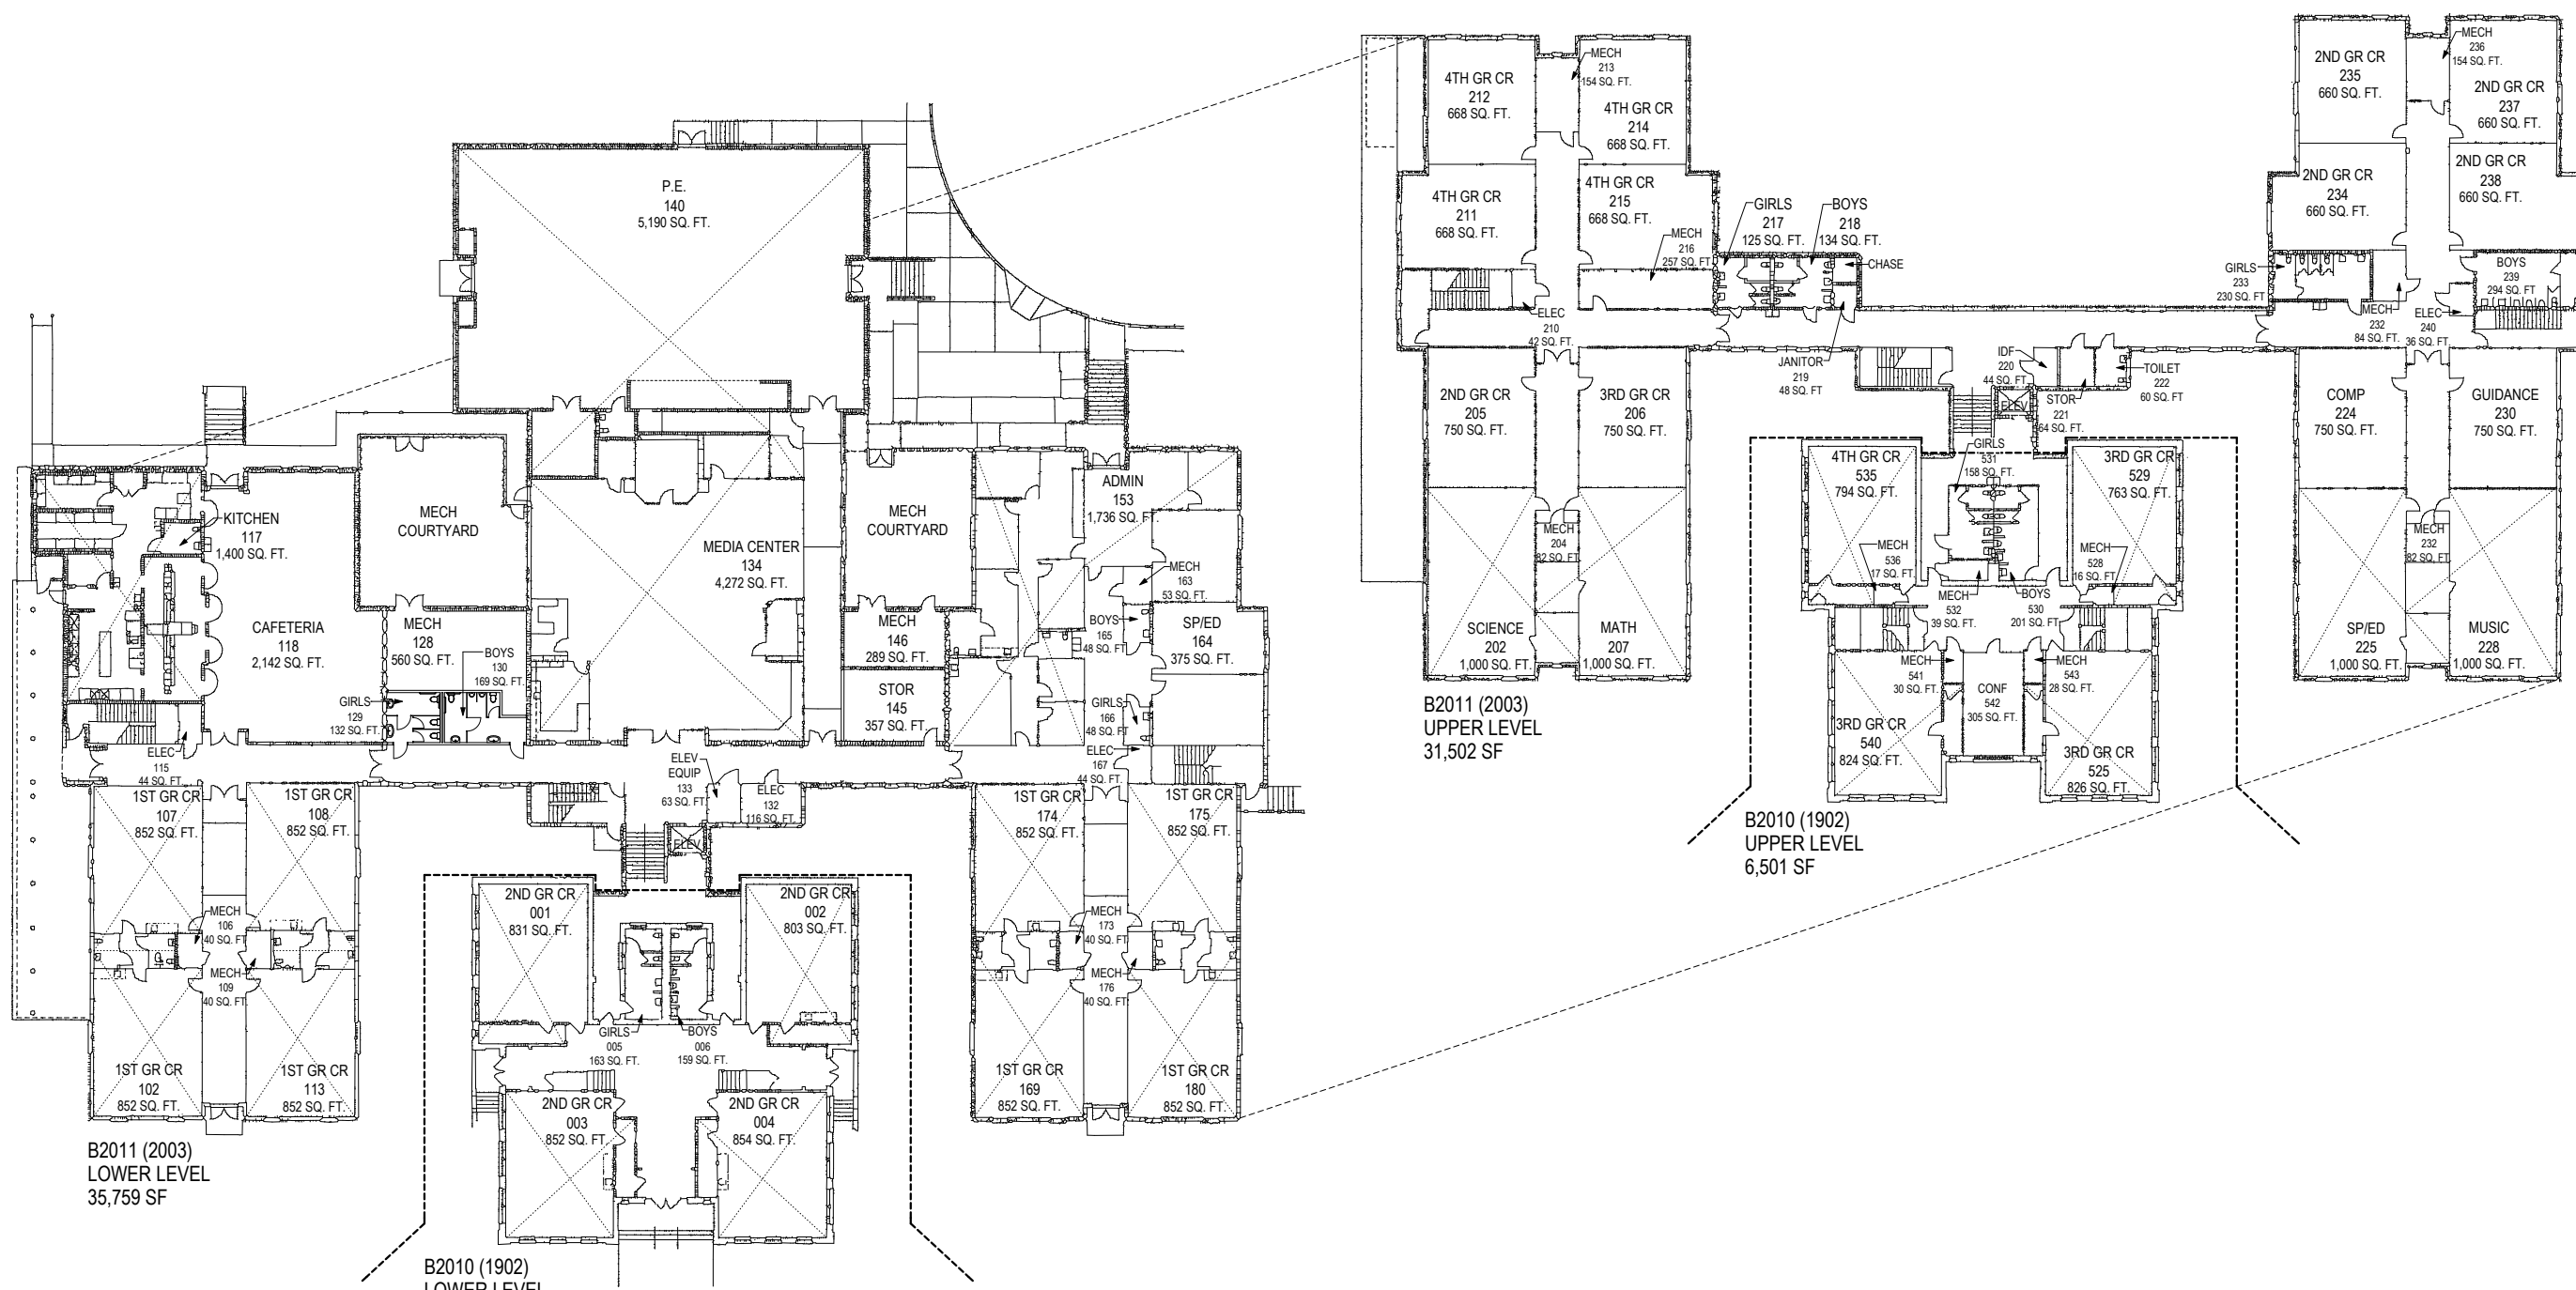 P.E.
140
5,190 SQ. FT.
KITCHEN
117
1,400 SQ. FT.
CAFETERIA
118
2,142 SQ. FT.
MECH
COURTYARD
MECH
128
560 SQ. FT.
BOYS
130
169 SQ. FT.
GIRLS
129
132 SQ. FT.
MEDIA CENTER
134
4,272 SQ. FT.
MECH
COURTYARD
MECH
146
289 SQ. FT.
STOR
145
357 SQ. FT.
ADMIN
153
1,736 SQ. FT.
MECH
163
53 SQ. FT.
BOYS
165
48 SQ. FT.
SP/ED
164
375 SQ. FT.
GIRLS
166
48 SQ. FT.
ELEC
167
44 SQ. FT.
ELEC
115
44 SQ. FT.
ELEV
EQUIP
133
63 SQ. FT.
ELEC
132
116 SQ. FT.
ELEV
1ST GR CR
107
852 SQ. FT.
1ST GR CR
108
852 SQ. FT.
MECH
106
40 SQ. FT.
MECH
109
40 SQ. FT.
1ST GR CR
102
852 SQ. FT.
1ST GR CR
113
852 SQ. FT.
B2011 (2003)
LOWER LEVEL
35,759 SF
2ND GR CR
001
831 SQ. FT.
2ND GR CR
002
803 SQ. FT.
GIRLS
005
163 SQ. FT.
BOYS
006
159 SQ. FT.
2ND GR CR
003
852 SQ. FT.
2ND GR CR
004
854 SQ. FT.
B2010 (1902)
LOWER LEVEL
1ST GR CR
174
852 SQ. FT.
1ST GR CR
175
852 SQ. FT.
MECH
173
40 SQ. FT.
MECH
176
40 SQ. FT.
1ST GR CR
169
852 SQ. FT.
1ST GR CR
180
852 SQ. FT.
4TH GR CR
212
668 SQ. FT.
MECH
213
154 SQ. FT.
4TH GR CR
214
668 SQ. FT.
4TH GR CR
211
668 SQ. FT.
4TH GR CR
215
668 SQ. FT.
MECH
216
257 SQ. FT
GIRLS
217
125 SQ. FT.
BOYS
218
134 SQ. FT.
CHASE
ELEC
210
42 SQ. FT.
JANITOR
219
48 SQ. FT
2ND GR CR
205
750 SQ. FT.
3RD GR CR
206
750 SQ. FT.
MECH
204
82 SQ. FT.
SCIENCE
202
1,000 SQ. FT.
MATH
207
1,000 SQ. FT.
B2011 (2003)
UPPER LEVEL
31,502 SF
IDF
220
44 SQ. FT.
ELEV
STOR
221
64 SQ. FT.
TOILET
222
60 SQ. FT
4TH GR CR
535
794 SQ. FT.
GIRLS
531
158 SQ. FT.
3RD GR CR
529
763 SQ. FT.
MECH
536
17 SQ. FT.
MECH
528
16 SQ. FT.
MECH
532
39 SQ. FT.
BOYS
530
201 SQ. FT.
MECH
541
30 SQ. FT.
CONF
542
305 SQ. FT.
MECH
543
28 SQ. FT.
3RD GR CR
540
824 SQ. FT.
3RD GR CR
525
826 SQ. FT.
B2010 (1902)
UPPER LEVEL
6,501 SF
2ND GR CR
235
660 SQ. FT.
MECH
236
154 SQ. FT.
2ND GR CR
237
660 SQ. FT.
2ND GR CR
234
660 SQ. FT.
2ND GR CR
238
660 SQ. FT.
GIRLS
233
230 SQ. FT
BOYS
239
294 SQ. FT.
MECH
232
84 SQ. FT.
ELEC
240
36 SQ. FT.
COMP
224
750 SQ. FT.
GUIDANCE
230
750 SQ. FT.
MECH
232
82 SQ. FT.
SP/ED
225
1,000 SQ. FT.
MUSIC
228
1,000 SQ. FT.